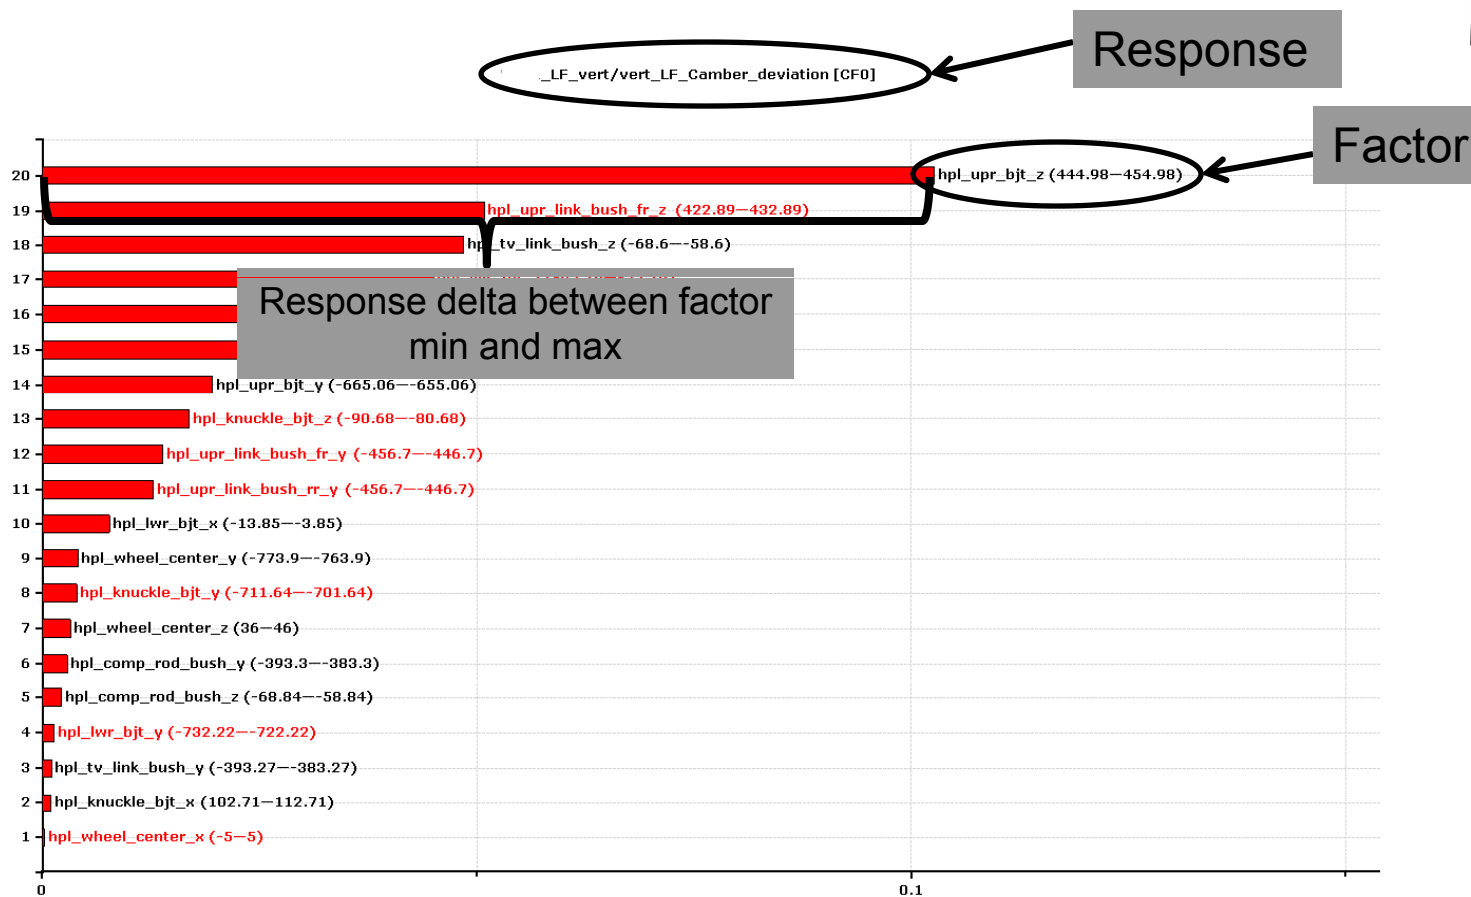 Response
_LF_vert/vert_LF_Camber_deviation [CF0]
Factor
20 hpl_upr_bjt_z (444.98—454.98)
19 hpl_upr_link_bush_fr_z (422.89—432.89)
18 hpl_tv_link_bush_z (-68.6—-58.6)
17
Response delta between factor
min and max
16
15
14 hpl_upr_bjt_y (-665.06—-655.06)
13 hpl_knuckle_bjt_z (-90.68—-80.68)
12 hpl_upr_link_bush_fr_y (-456.7—-446.7)
11 hpl_upr_link_bush_rr_y (-456.7—-446.7)
10 hpl_lwr_bjt_x (-13.85—-3.85)
9 hpl_wheel_center_y (-773.9—-763.9)
8 hpl_knuckle_bjt_y (-711.64—-701.64)
7 hpl_wheel_center_z (36—46)
6 hpl_comp_rod_bush_y (-393.3—-383.3)
5 hpl_comp_rod_bush_z (-68.84—-58.84)
4 hpl_lwr_bjt_y (-732.22—-722.22)
3 hpl_tv_link_bush_y (-393.27—-383.27)
2 hpl_knuckle_bjt_x (102.71—112.71)
1 hpl_wheel_center_x (-5—5)
0 0.1